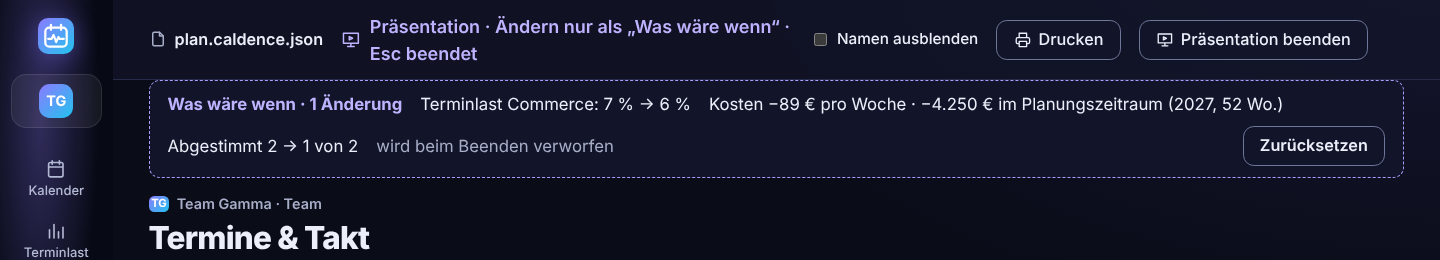 plan.caldence.json
Präsentation · Ändern nur als „Was wäre wenn“ ·
Esc beendet
Namen ausblenden
Drucken
Präsentation beenden
TG
Kalender
Terminlast
Was wäre wenn · 1 Änderung Terminlast Commerce: 7 % → 6 % Kosten −89 € pro Woche · −4.250 € im Planungszeitraum (2027, 52 Wo.)
Abgestimmt 2 → 1 von 2 wird beim Beenden verworfen
Zurücksetzen
TG Team Gamma · Team
Termine & Takt